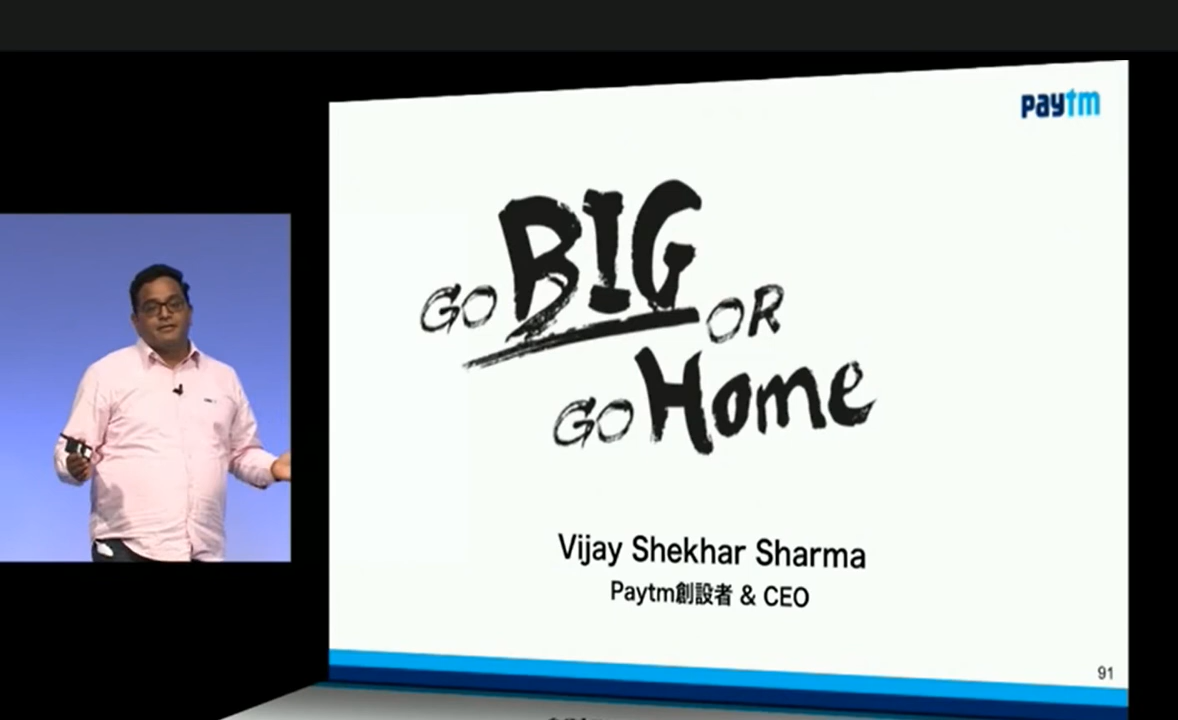 paytm
GO BIG OR
GO Home
Vijay Shekhar Sharma
Paytm創設者 & CEO
91